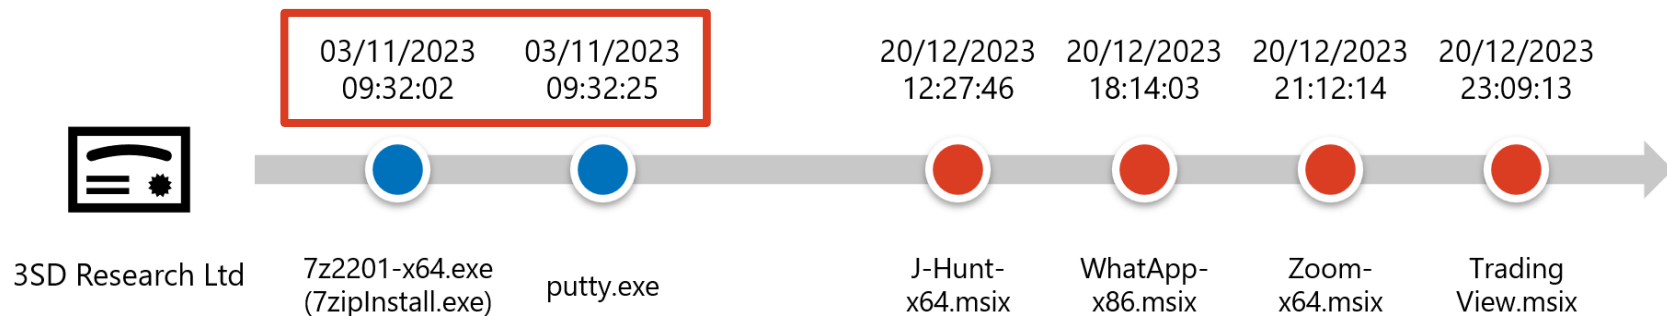 03/11/2023
09:32:02
03/11/2023
09:32:25
20/12/2023
12:27:46
20/12/2023
18:14:03
20/12/2023
21:12:14
20/12/2023
23:09:13
3SD Research Ltd
7z2201-x64.exe
(7zipInstall.exe)
putty.exe
J-Hunt-
x64.msix
WhatApp-
x86.msix
Zoom-
x64.msix
Trading
View.msix